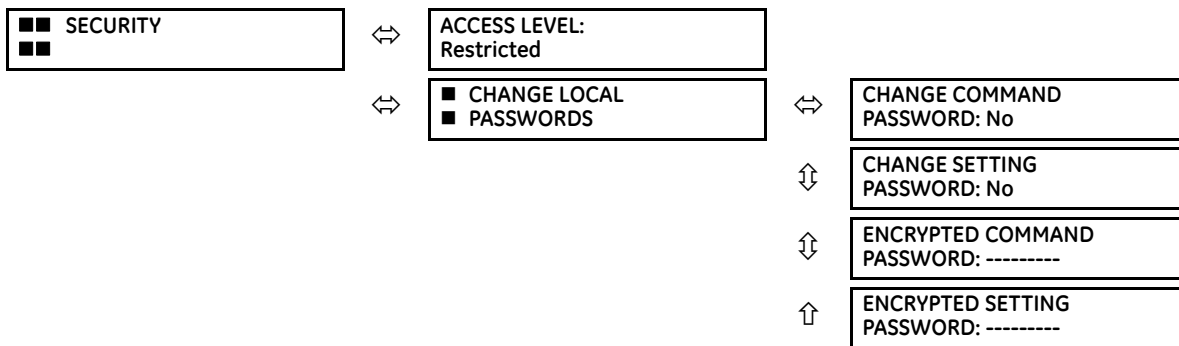 ■■ SECURITY
■■
ACCESS LEVEL:
Restricted
■ CHANGE LOCAL
■ PASSWORDS
CHANGE COMMAND
PASSWORD: No
CHANGE SETTING
PASSWORD: No
ENCRYPTED COMMAND
PASSWORD: ---------
ENCRYPTED SETTING
PASSWORD: ---------